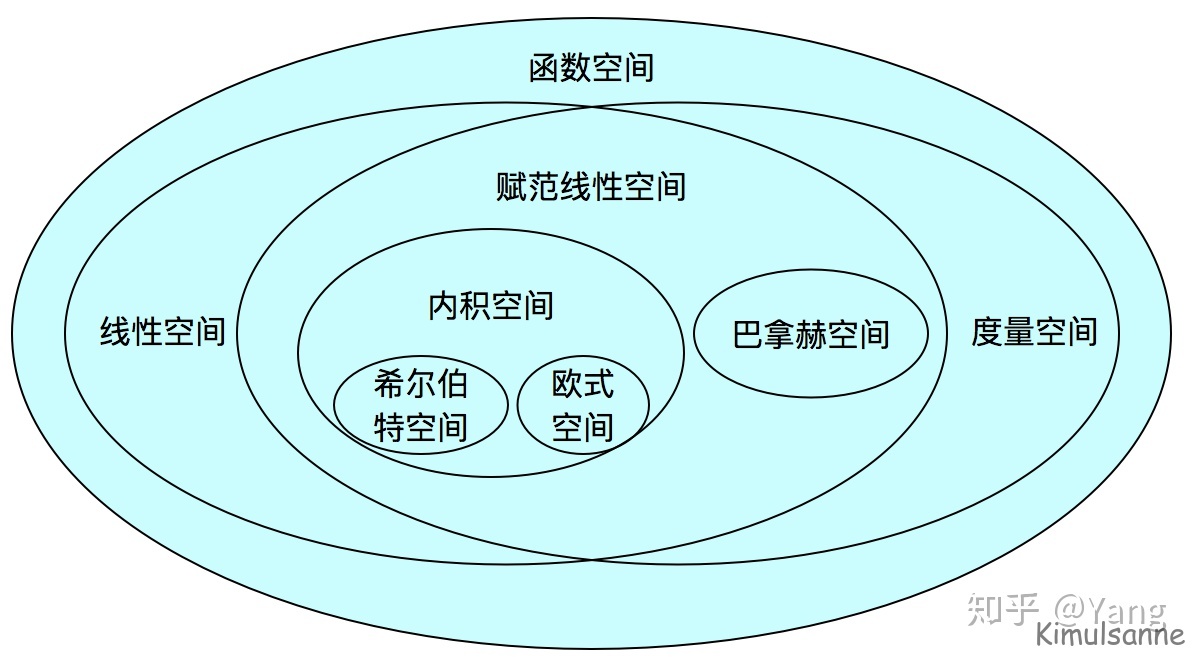 函数空间
赋范线性空间
内积空间
线性空间
巴拿赫空间
度量空间
希尔伯
特空间
欧式
空间
知乎 @Yang
Kimulsanne